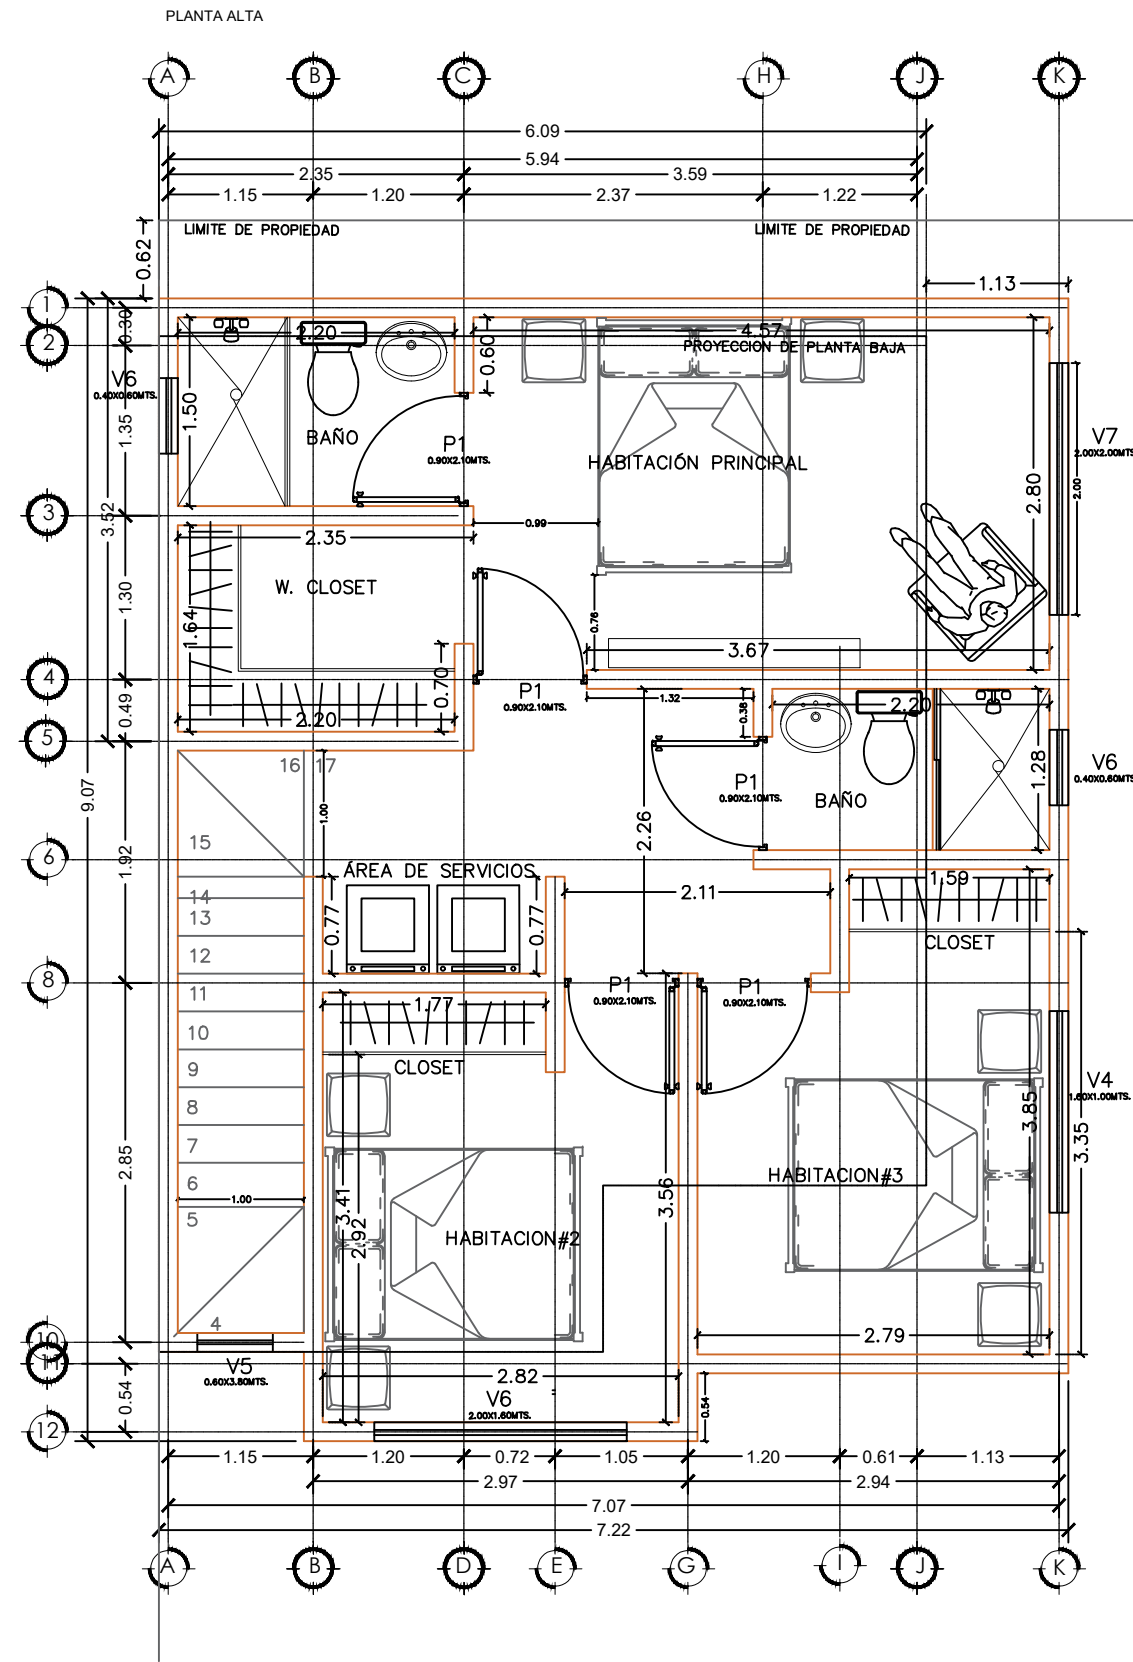 PLANTA ALTA
A B C H J K
6.09
5.94
2.35 3.59
1.15 1.20 2.37 1.22
LIMITE DE PROPIEDAD LIMITE DE PROPIEDAD
0.62
1.13
1
0.30
2.20
0.60
4.57
2
PROYECCION DE PLANTA BAJA
V6
0.40X0.60MTS.
1.50
1.35
BAÑO
P1
0.90X2.10MTS.
HABITACIÓN PRINCIPAL
V7
2.00X2.00MTS
2.00
2.80
3
3.52
0.99
2.35
W. CLOSET
1.30
1.64
0.76
3.67
4
0.70
P1
0.90X2.10MTS.
1.32
0.38
0.49
2.20
2.20
5
16 17
9.07
1.00
P1
0.90X2.10MTS.
BAÑO
1.28
V6
0.40X0.60MTS
15
2.26
6
1.92
ÁREA DE SERVICIOS
14
13
0.77
0.77
2.11
1.59
CLOSET
12
8
11
P1
0.90X2.10MTS.
P1
0.90X2.10MTS.
1.77
10
CLOSET
9
8
V4
1.60X1.00MTS.
3.85
3.35
7
2.85
6
1.00
3.41
2.92
3.56
HABITACION#3
5
HABITACION#2
4
10
2.79
11
V5
0.60X3.80MTS.
2.82
V6
2.00X1.60MTS.
0.54
0.54
12
1.15 1.20 0.72 1.05 1.20 0.61 1.13
2.97 2.94
7.07
7.22
A B D E G I J K